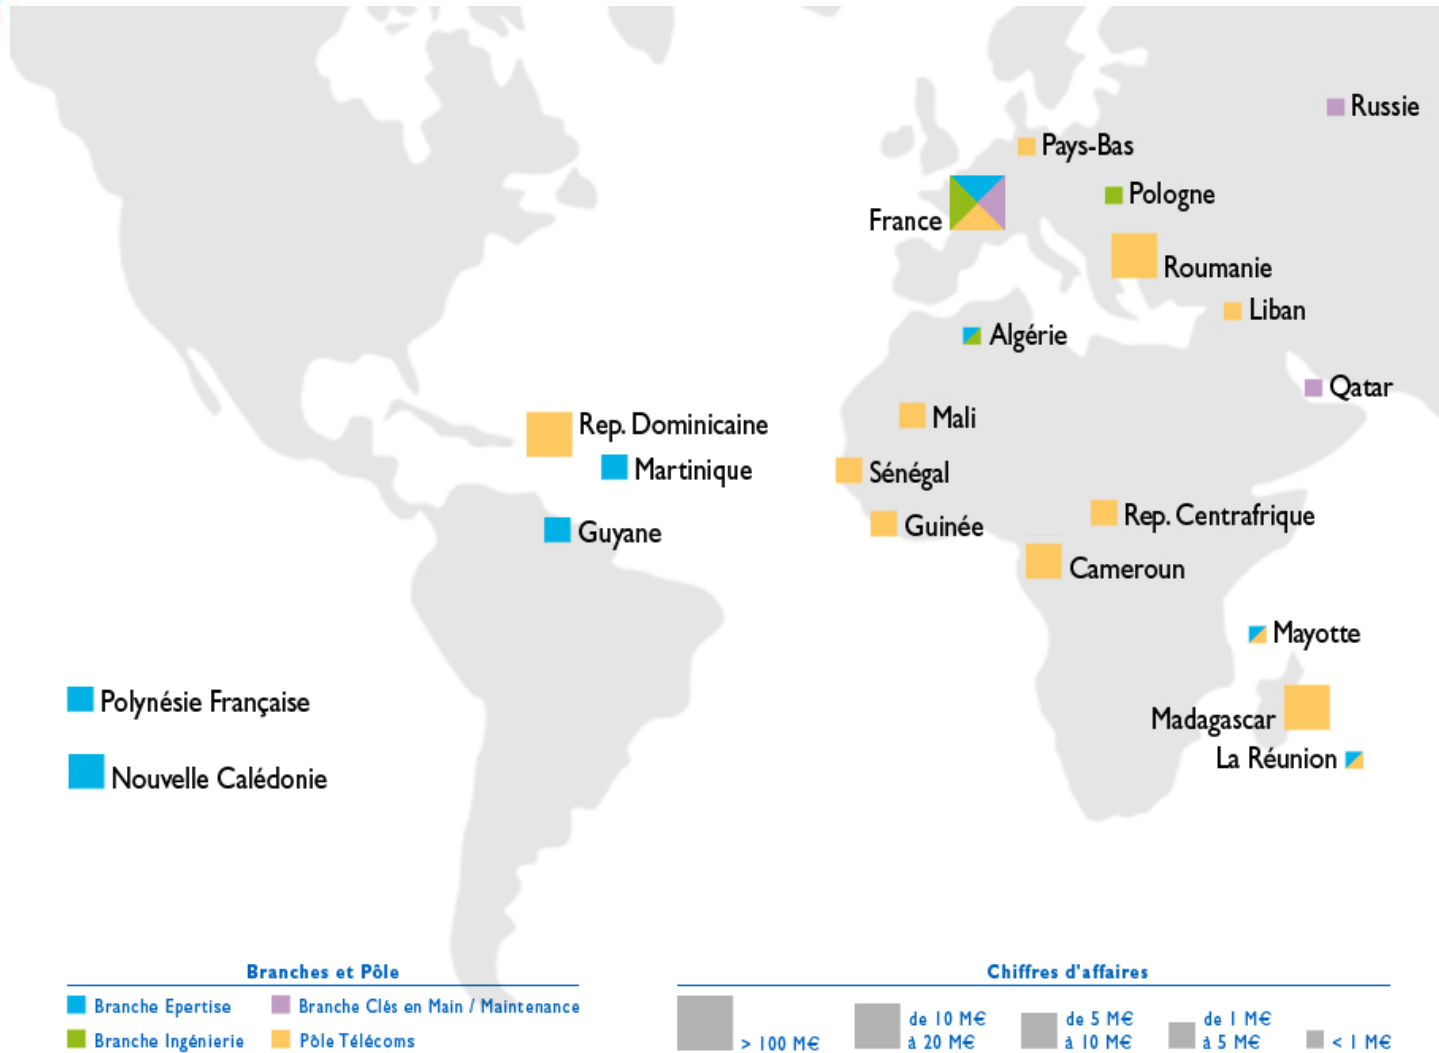 Russie
Pays-Bas
Pologne
France
Roumanie
Liban
Algérie
Qatar
Mali
Rep. Dominicaine
Martinique
Sénégal
Rep. Centrafrique
Guinée
Guyane
Cameroun
Mayotte
Polynésie Française
Madagascar
La Réunion
Nouvelle Calédonie
Branches et Pôle
Branche Epertise
Branche Clés en Main / Maintenance
Branche Ingénierie
Pôle Télécoms
Chiffres d'affaires
> 100 M€
de 10 M€
à 20 M€
de 5 M€
à 10 M€
de 1 M€
à 5 M€
< 1 M€